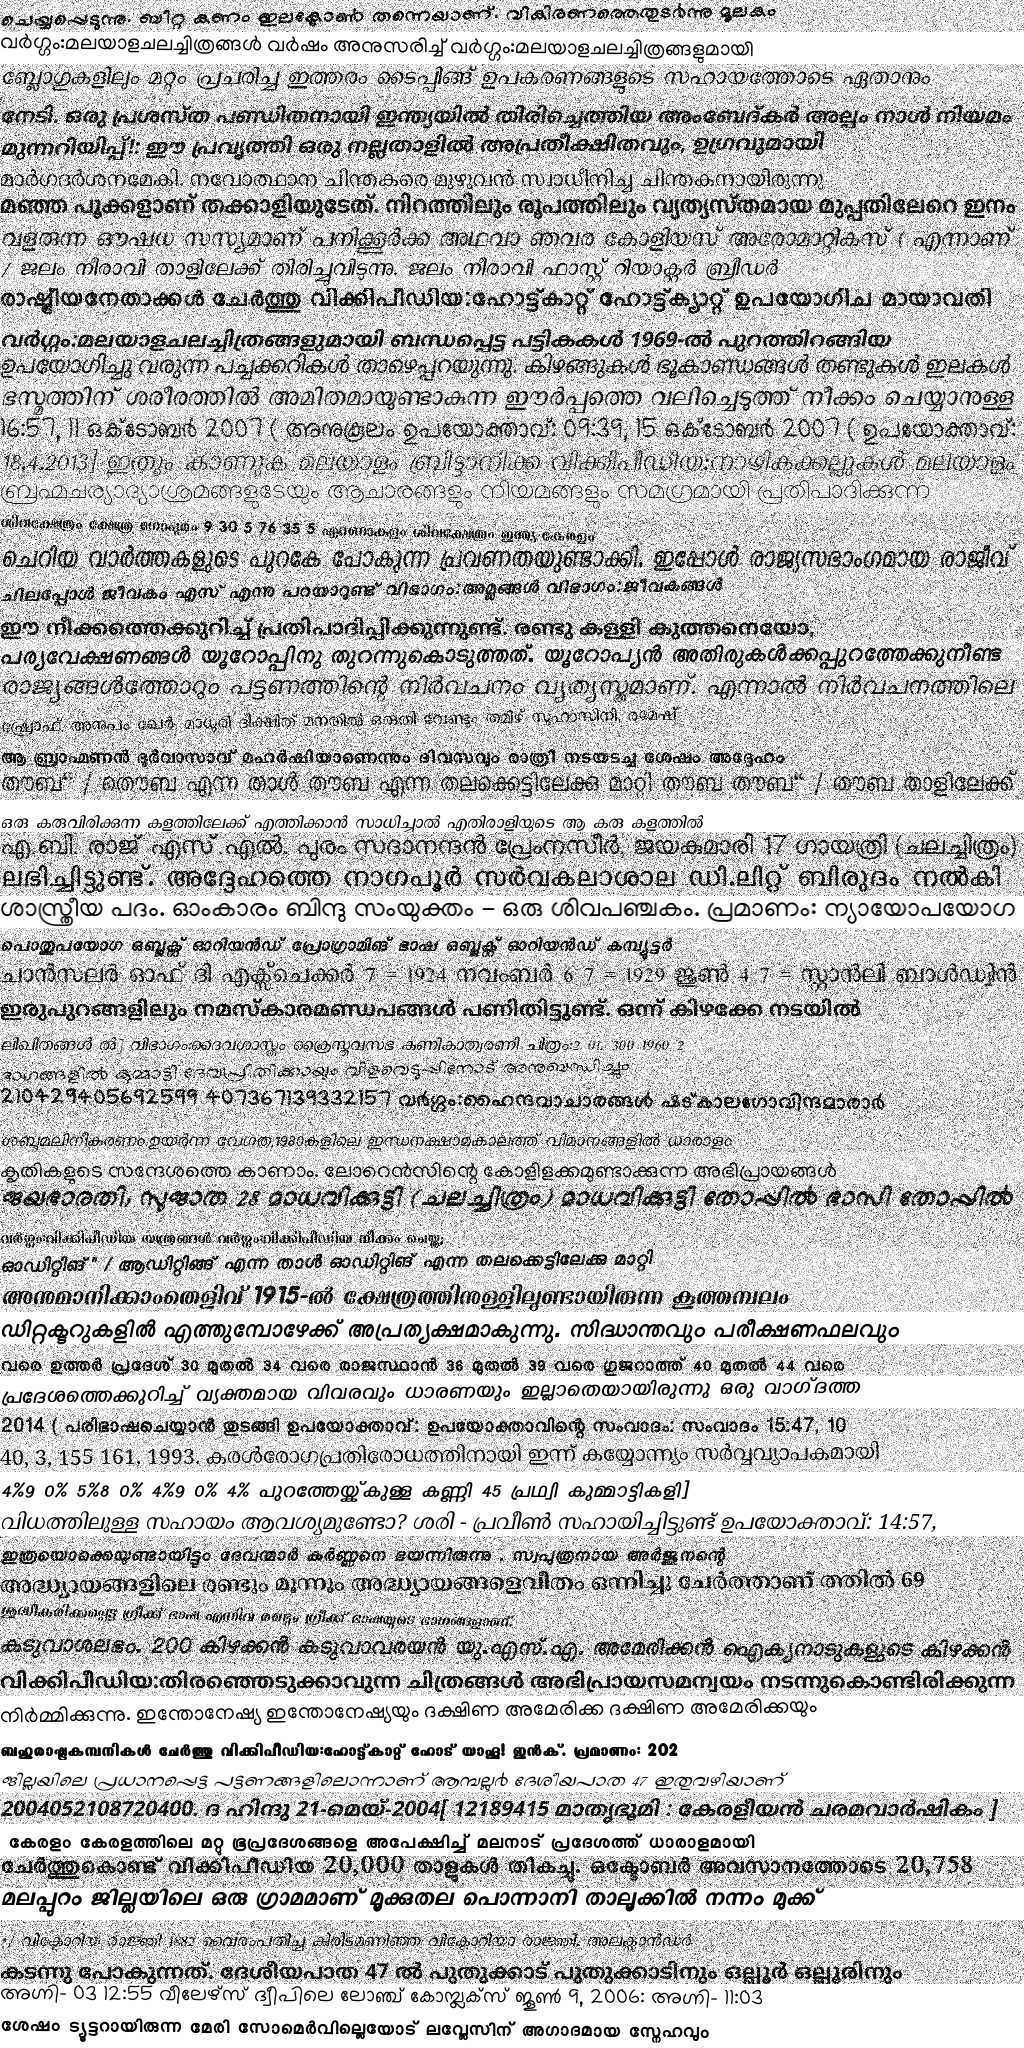 ചെയ്യപ്പെടുന്നു. ബിറ്റ കണം ഇലക്ട്രോൺ തന്നെയാണ്. വികിരണത്തെതുടർന്നു മൂലകം
വർഗ്ഗം:മലയാളചലച്ചിത്രങ്ങൾ വർഷം അനുസരിച്ച് വർഗ്ഗം:മലയാളചലച്ചിത്രങ്ങളുമായി
ബ്ലോഗുകളിലും മറ്റും പ്രചരിച്ച ഇത്തരം ടൈപ്പിങ്ങ് ഉപകരണങ്ങളുടെ സഹായത്തോടെ ഏതാനും
നേടി. ഒരു പ്രശസ്ത പണ്ഡിതനായി ഇന്ത്യയിൽ തിരിച്ചെത്തിയ അംബേദ്കർ അല്പം നാൾ നിയമം
മുന്നറിയിപ്പ്!: ഈ പ്രവൃത്തി ഒരു നല്ലതാളിൽ അപ്രതീക്ഷിതവും, ഉഗ്രവുമായി
മാർഗദർശനമേകി. നവോത്ഥാന ചിന്തകരെ മുഴുവൻ സ്വാധീനിച്ച ചിന്തകനായിരുന്നു
മഞ്ഞ പൂക്കളാണ് തക്കാളിയുടേത്. നിറത്തിലും രൂപത്തിലും വ്യത്യസ്തമായ മുപ്പതിലേറെ ഇനം
വളരുന്ന ഔഷധ സസ്യമാണ് പനിക്കൂർക്ക അഥവാ ഞവര കോളിയസ് അരോമാറ്റികസ് ( എന്നാണ്
/ ജലം നീരാവി താളിലേക്ക് തിരിച്ചുവിടുന്നു. ജലം നീരാവി ഫാസ്റ്റ് റിയാക്ടർ ബ്രീഡർ
രാഷ്ട്രീയനേതാക്കൾ ചേർത്തു വിക്കിപീഡിയ:ഹോട്ട്കാറ്റ് ഹോട്ട്ക്യാറ്റ് ഉപയോഗിച മായാവതി
വർഗ്ഗം:മലയാളചലച്ചിത്രങ്ങളുമായി ബന്ധപ്പെട്ട പട്ടികകൾ 1969-ൽ പുറത്തിറങ്ങിയ
ഉപയോഗിച്ചു വരുന്ന പച്ചക്കറികൾ താഴെപ്പറയുന്നു. കിഴങ്ങുകൾ ഭൂകാണ്ഡങ്ങൾ തണ്ടുകൾ ഇലകൾ
ഭസ്മത്തിന് ശരീരത്തിൽ അമിതമായുണ്ടാകുന്ന ഈർപ്പത്തെ വലിച്ചെടുത്ത് നീക്കം ചെയ്യാനുള്ള
16:57, 11 ഒക്ടോബർ 2007 ( അനുകൂലം ഉപയോക്താവ്: 09:39, 15 ഒക്ടോബർ 2007 ( ഉപയോക്താവ്:
18.4.2013] ഇതും കാണുക മലയാളം ബ്രിട്ടാനിക്ക വിക്കിപീഡിയ:നാഴികക്കല്ലുകൾ മലയാളം
ബ്രഹ്മചര്യാദ്യാശ്രമങ്ങളുടേയും ആചാരങ്ങളും നിയമങ്ങളും സമഗ്രമായി പ്രതിപാദിക്കുന്ന
ശിവക്ഷേത്രം ക്ഷേത്ര ഗോപുരം 9 30 5 76 35 5 എറണാകുളം ശിവക്ഷേത്രം ഇന്ത്യ കേരളം
ചെറിയ വാർത്തകളുടെ പുറകേ പോകുന്ന പ്രവണതയുണ്ടാക്കി. ഇപ്പോൾ രാജ്യസഭാംഗമായ രാജീവ്
ചിലപ്പോൾ ജീവകം എസ് എന്നു പറയാറുണ്ട് വിഭാഗം:അമ്ലങ്ങൾ വിഭാഗം:ജീവകങ്ങൾ
ഈ നീക്കത്തെക്കുറിച്ച് പ്രതിപാദിപ്പിക്കുന്നുണ്ട്. രണ്ടു കള്ളി കുത്തനെയോ,
പര്യവേക്ഷണങ്ങൾ യൂറോപ്പിനു തുറന്നുകൊടുത്തത്. യൂറോപ്യൻ അതിരുകൾക്കപ്പുറത്തേക്കുനീണ്ട
രാജ്യങ്ങൾത്തോറും പട്ടണത്തിന്റെ നിർവചനം വ്യത്യസ്തമാണ്. എന്നാൽ നിർവചനത്തിലെ
ഷ്രോഫ്, അനുപം ഖേർ, മാധുരി ദീക്ഷിത് മനതിൽ ഒരുതി വേണ്ടും തമിഴ് സുഹാസിനി, രമേഷ്
ആ ബ്രാഹ്മണൻ ദുർവാസാവ് മഹർഷിയാണെന്നും ദിവസവും രാത്രി നടയടച്ച ശേഷം അദ്ദേഹം
തൗബ" / തൌബ എന്ന താൾ തൗബ എന്ന തലക്കെട്ടിലേക്കു മാറ്റി തൗബ തൗബ" / തൗബ താളിലേക്ക്
ഒരു കരുവിരിക്കുന്ന കളത്തിലേക്ക് എത്തിക്കാൻ സാധിച്ചാൽ എതിരാളിയുടെ ആ കരു കളത്തിൽ
എ.ബി. രാജ് എസ് .എൽ. പുരം സദാനന്ദൻ പ്രേംനസീർ, ജയകുമാരി 17 ഗായത്രി (ചലച്ചിത്രം)
ലഭിച്ചിട്ടുണ്ട്. അദ്ദേഹത്തെ നാഗപൂർ സർവകലാശാല ഡി.ലിറ്റ് ബിരുദം നൽകി
ശാസ്ത്രീയ പദം. ഓംകാരം ബിന്ദു സംയുക്തം – ഒരു ശിവപഞ്ചകം. പ്രമാണം: ന്യായോപയോഗ
പൊതുപയോഗ ഒബ്ജക്റ്റ് ഓറിയൻഡ് പ്രോഗ്രാമിങ് ഭാഷ ഒബ്ജക്റ്റ് ഓറിയൻഡ് കമ്പ്യൂട്ടർ
ചാൻസലർ ഓഫ് ദി എക്സ്ചെക്കർ 7 = 1924 നവംബർ 6 7 = 1929 ജൂൺ 4 7 = സ്റ്റാൻലി ബാൾഡ്വിൻ
ഇരുപുറങ്ങളിലും നമസ്കാരമണ്ഡപങ്ങൾ പണിതിട്ടുണ്ട്. ഒന്ന് കിഴക്കേ നടയിൽ
ലിഖിതങ്ങൾ ൽ] വിഭാഗം:ദൈവശാസ്ത്രം ക്രൈസ്തവസഭ കണികാത്വരണി ചിത്രം:2 01. 300 1960 2
ഭാഗങ്ങളിൽ കുമ്മാട്ടി ദേവപ്രീതിക്കായും വിളവെടുപ്പിനോട് അനുബന്ധിച്ചും
2104294056925​99 4073671393​32157 വർഗ്ഗം:ഹൈന്ദവാചാരങ്ങൾ ഷട്കാലഗോവിന്ദമാരാർ
ശബ്ദമലിനീകരണം.ഉയർന്ന വേഗത,1980കളിലെ ഇന്ധനക്ഷാമകാലത്ത് വിമാനങ്ങളിൽ ധാരാളം
കൃതികളുടെ സന്ദേശത്തെ കാണാം. ലോറെൻസിന്റെ കോളിളക്കമുണ്ടാക്കുന്ന അഭിപ്രായങ്ങൾ
ജയഭാരതി, സുജാത 28 മാധവിക്കുട്ടി (ചലച്ചിത്രം) മാധവിക്കുട്ടി തോപ്പിൽ ഭാസി തോപ്പിൽ
വർഗ്ഗം:വിക്കിപീഡിയ യന്ത്രങ്ങൾ വർഗ്ഗം:വിക്കിപീഡിയ നീക്കം ചെയ്തു;
ഓഡിറ്റിങ്" / ആഡിറ്റിങ്ങ് എന്ന താൾ ഓഡിറ്റിങ് എന്ന തലക്കെട്ടിലേക്കു മാറ്റി
അനുമാനിക്കാംതെളിവ് 1915-ൽ ക്ഷേത്രത്തിനുള്ളിലുണ്ടായിരുന്ന കൂത്തമ്പലം
ഡിറ്റക്ടറുകളിൽ എത്തുമ്പോഴേക്ക് അപ്രത്യക്ഷമാകുന്നു. സിദ്ധാന്തവും പരീക്ഷണഫലവും
വരെ ഉത്തർ പ്രദേശ് 30 മുതൽ 34 വരെ രാജസ്ഥാൻ 36 മുതൽ 39 വരെ ഗുജറാത്ത് 40 മുതൽ 44 വരെ
പ്രദേശത്തെക്കുറിച്ച് വ്യക്തമായ വിവരവും ധാരണയും ഇല്ലാതെയായിരുന്നു ഒരു വാഗ്ദത്ത
2014 ( പരിഭാഷചെയ്യാൻ തുടങ്ങി ഉപയോക്താവ്: ഉപയോക്താവിന്റെ സംവാദം: സംവാദം 15:47, 10
40, 3, 155 161, 1993. കരൾരോഗപ്രതിരോധത്തിനായി ഇന്ന് കയ്യോന്ന്യം സർവ്വവ്യാപകമായി
4%9 0% 5%8 0% 4%9 0% 4% പുറത്തേയ്ക്ക്കുള്ള കണ്ണി 45 പ്രഥ്വി കുമ്മാട്ടികളി]
വിധത്തിലുള്ള സഹായം ആവശ്യമുണ്ടോ? ശരി - പ്രവീൺ സഹായിച്ചിട്ടുണ്ട് ഉപയോക്താവ്: 14:57,
ഇത്രയൊക്കെയുണ്ടായിട്ടും ദേവന്മാർ കർണ്ണനെ ഭയന്നിരുന്നു . സ്വപുത്രനായ അർജ്ജുനന്റെ
അദ്ധ്യായങ്ങളിലെ രണ്ടും മൂന്നും അദ്ധ്യായങ്ങളെവീതം ഒന്നിച്ചു ചേർത്താണ് ത്തിൽ 69
ശുദ്ധീകരിക്കപ്പെട്ട ഗ്രീക്ക് ഭാഷ എന്നിവ രണ്ടും ഗ്രീക്ക് ഭാഷയുടെ ഭാഗങ്ങളാണ്.
കടുവാശലഭം. 200 കിഴക്കൻ കടുവാവരയൻ യു.എസ്.എ. അമേരിക്കൻ ഐക്യനാടുകളുടെ കിഴക്കൻ
വിക്കിപീഡിയ:തിരഞ്ഞെടുക്കാവുന്ന ചിത്രങ്ങൾ അഭിപ്രായസമന്വയം നടന്നുകൊണ്ടിരിക്കുന്ന
നിർമ്മിക്കുന്നു. ഇന്തോനേഷ്യ ഇന്തോനേഷ്യയും ദക്ഷിണ അമേരിക്ക ദക്ഷിണ അമേരിക്കയും
ബഹുരാഷ്ട്രകമ്പനികൾ ചേർത്തു വിക്കിപീഡിയ:ഹോട്ട്കാറ്റ് ഹോട് യാഹൂ! ഇൻക്. പ്രമാണം: 202
ജില്ലയിലെ പ്രധാനപ്പെട്ട പട്ടണങ്ങളിലൊന്നാണ് ആമ്പല്ലൂർ ദേശീയപാത 47 ഇതുവഴിയാണ്
2004052108720400. ദ ഹിന്ദു 21-മെയ്-2004[ 12189415 മാതൃഭൂമി : കേരളീയൻ ചരമവാർഷികം ]
കേരളം കേരളത്തിലെ മറ്റു ഭൂപ്രദേശങ്ങളെ അപേക്ഷിച്ച് മലനാട് പ്രദേശത്ത് ധാരാളമായി
ചേർത്തുകൊണ്ട് വിക്കിപീഡിയ 20,000 താളുകൾ തികച്ചു. ഒക്ടോബർ അവസാനത്തോടെ 20,758
മലപ്പുറം ജില്ലയിലെ ഒരു ഗ്രാമമാണ് മൂക്കുതല പൊന്നാനി താലൂക്കിൽ നന്നം മുക്ക്
*/ വിക്ടോറിയ രാജ്ഞി 1882 വൈരംപതിച്ച കിരീടമണിഞ്ഞ വിക്ടോറിയാ രാജ്ഞി. അലക്സാൻഡർ
കടന്നു പോകുന്നത്. ദേശീയപാത 47 ൽ പുതുക്കാട് പുതുക്കാടിനും ഒല്ലൂർ ഒല്ലൂരിനും
അഗ്നി- 03 12:55 വീലേഴ്സ് ദ്വീപിലെ ലോഞ്ച് കോമ്പ്ലക്സ് ജൂൺ 9, 2006: അഗ്നി- 11:03
ശേഷം ട്യൂട്ടറായിരുന്ന മേരി സോമെർവില്ലെയോട് ലവ്ലേസിന് അഗാദമായ സ്നേഹവും